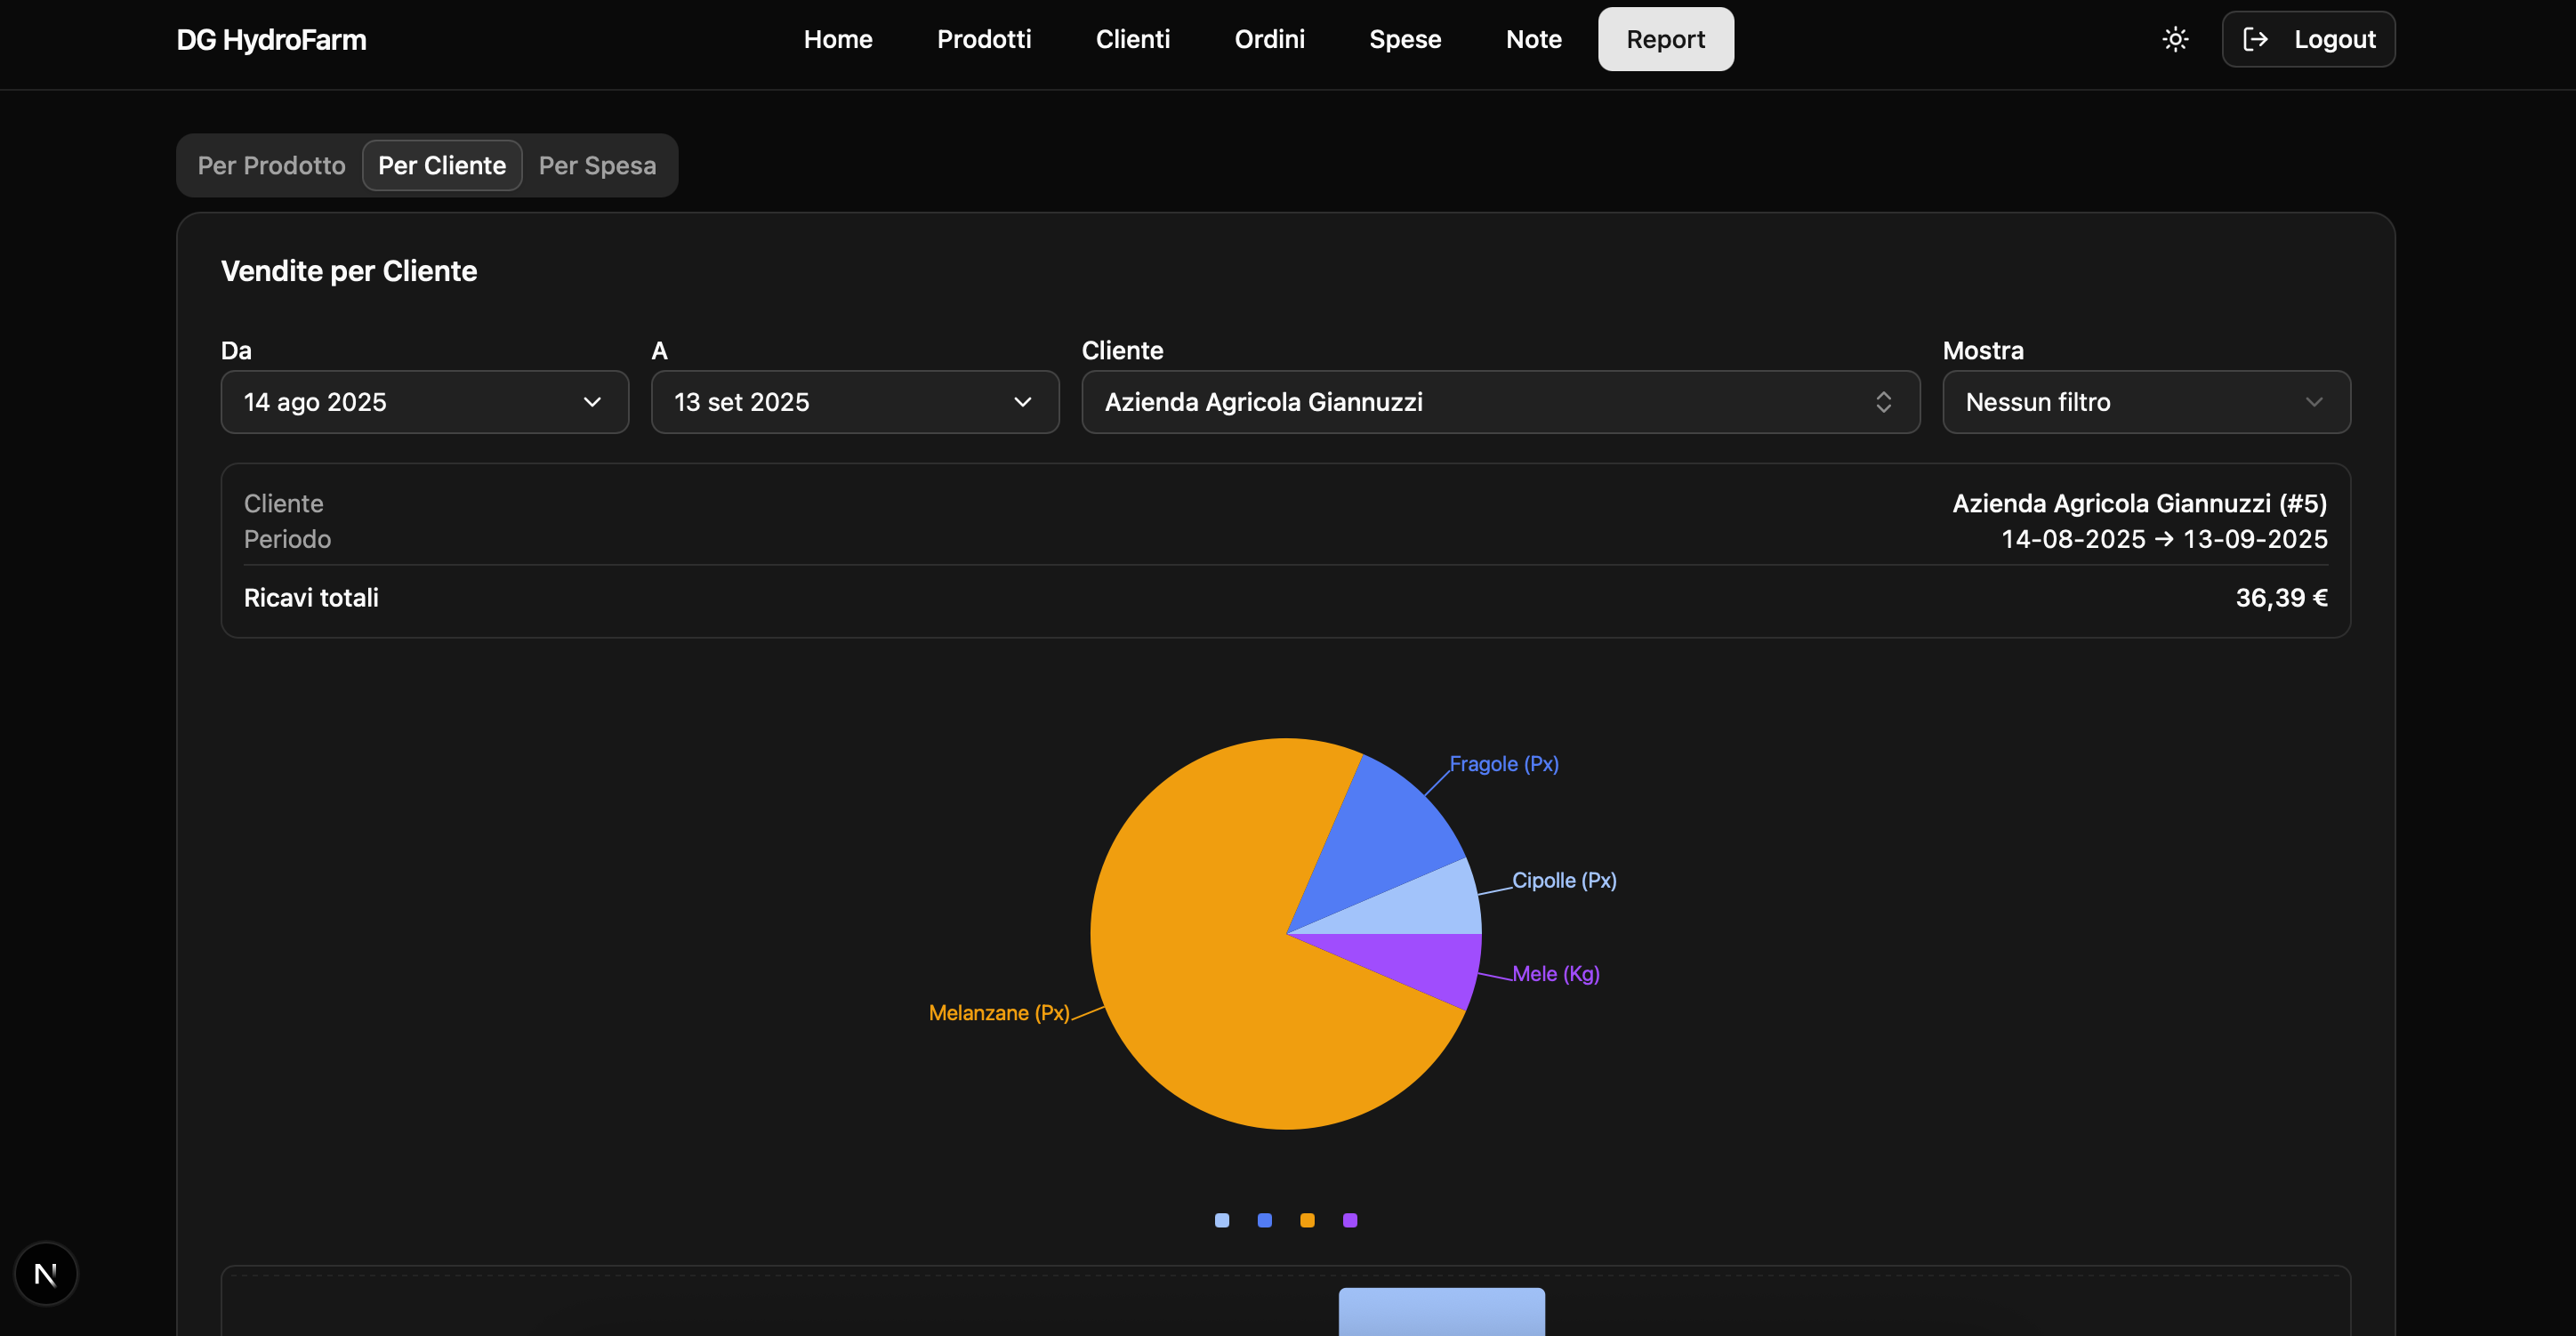 DG HydroFarm
Home
Prodotti
Clienti
Ordini
Spese
Note
Report
Logout
Per Prodotto
Per Cliente
Per Spesa
Vendite per Cliente
Da
A
Cliente
Mostra
14 ago 2025
13 set 2025
Azienda Agricola Giannuzzi
Nessun filtro
Cliente
Azienda Agricola Giannuzzi (#5)
Periodo
14-08-2025 → 13-09-2025
Ricavi totali
36,39 €
Fragole (Px)
Cipolle (Px)
Mele (Kg)
Melanzane (Px)
N